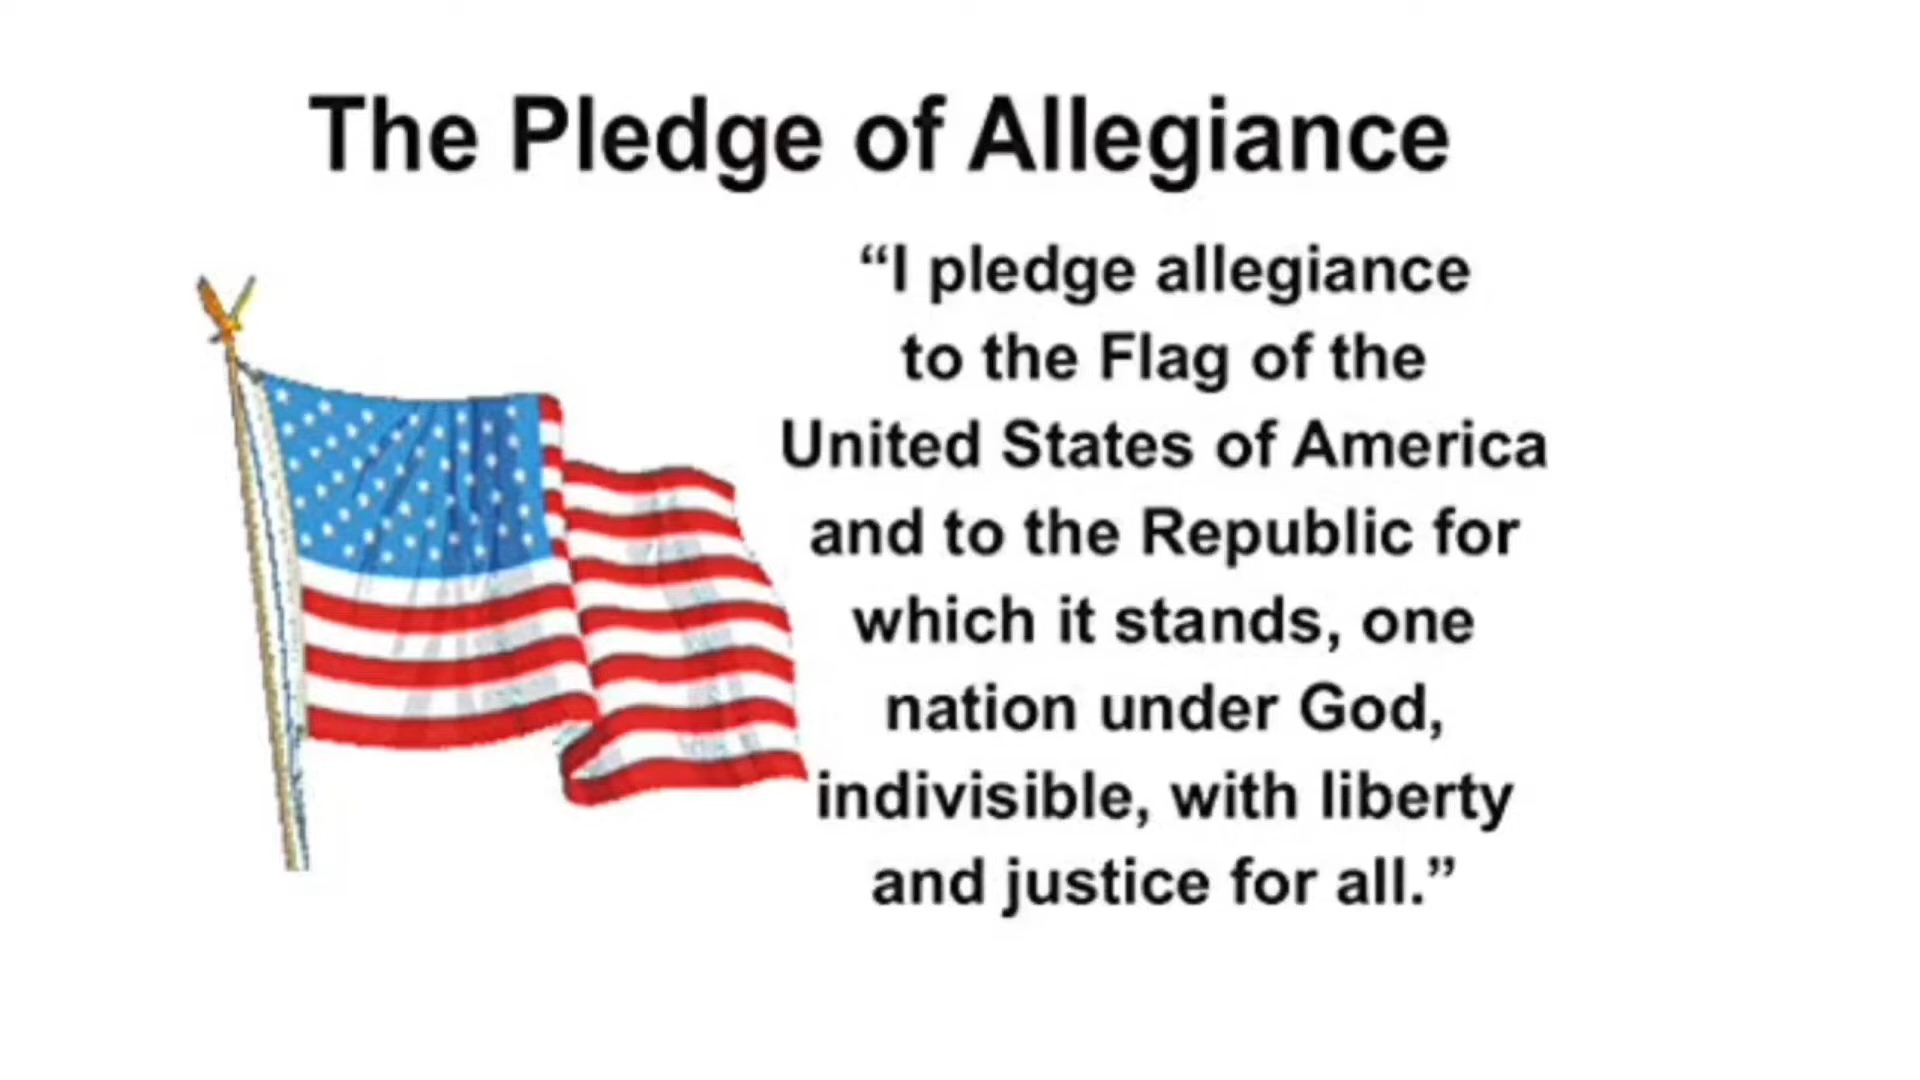 The Pledge of Allegiance
“I pledge allegiance
to the Flag of the
United States of America
and to the Republic for
which it stands, one
nation under God,
indivisible, with liberty
and justice for all.”